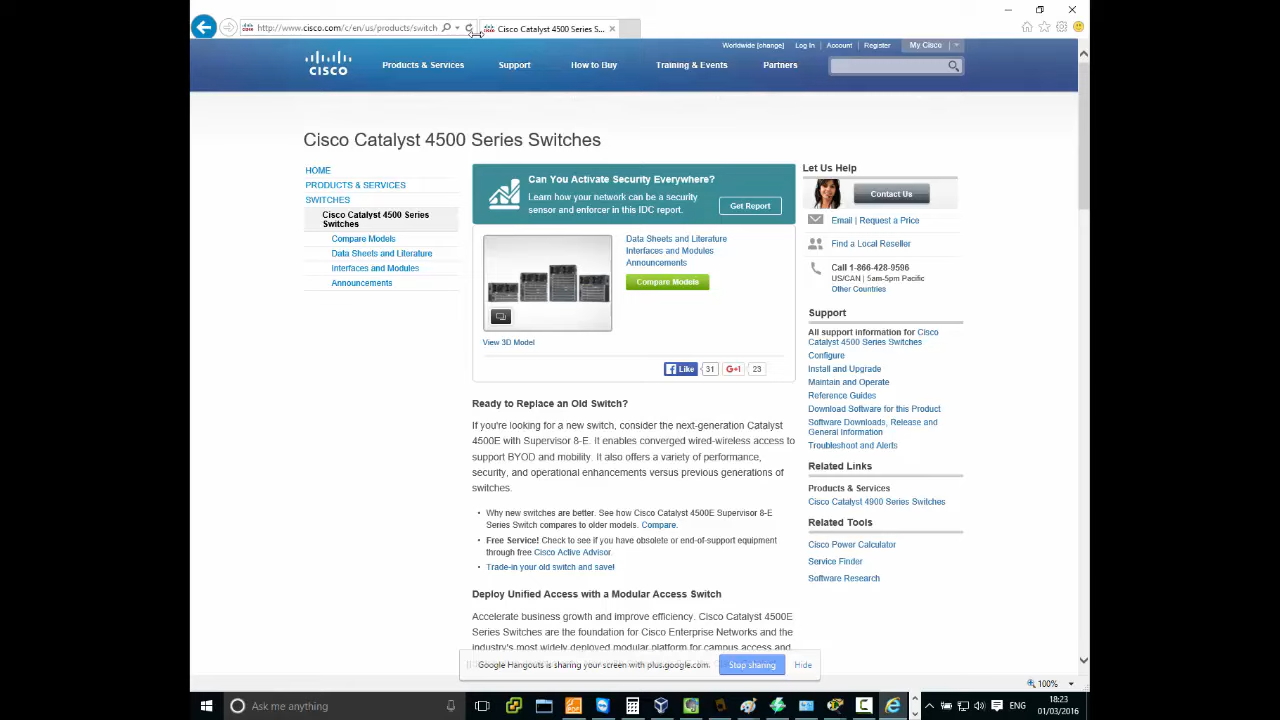 http://www.cisco.com/c/en/us/products/switch
Cisco Catalyst 4500 Series S...
Worldwide [change] Log In Account Register My Cisco
CISCO
Products & Services Support How to Buy Training & Events Partners
Cisco Catalyst 4500 Series Switches
HOME
PRODUCTS & SERVICES
SWITCHES
Cisco Catalyst 4500 Series
Switches
Compare Models
Data Sheets and Literature
Interfaces and Modules
Announcements
Can You Activate Security Everywhere?
Learn how your network can be a security
sensor and enforcer in this IDC report.
Get Report
Data Sheets and Literature
Interfaces and Modules
Announcements
Compare Models
View 3D Model
Like 31 G+1 23
Ready to Replace an Old Switch?
If you're looking for a new switch, consider the next-generation Catalyst
4500E with Supervisor 8-E. It enables converged wired-wireless access to
support BYOD and mobility. It also offers a variety of performance,
security, and operational enhancements versus previous generations of
switches.
• Why new switches are better. See how Cisco Catalyst 4500E Supervisor 8-E
Series Switch compares to older models. Compare.
• Free Service! Check to see if you have obsolete or end-of-support equipment
through free Cisco Active Advisor.
• Trade-in your old switch and save!
Deploy Unified Access with a Modular Access Switch
Accelerate business growth and improve efficiency. Cisco Catalyst 4500E
Series Switches are the foundation for Cisco Enterprise Networks and the
industry's most widely deployed modular platform for campus access and
Let Us Help
Contact Us
Email | Request a Price
Find a Local Reseller
Call 1-866-428-9596
US/CAN | 5am-5pm Pacific
Other Countries
Support
All support information for Cisco
Catalyst 4500 Series Switches
Configure
Install and Upgrade
Maintain and Operate
Reference Guides
Download Software for this Product
Software Downloads, Release and
General Information
Troubleshoot and Alerts
Related Links
Products & Services
Cisco Catalyst 4900 Series Switches
Related Tools
Cisco Power Calculator
Service Finder
Software Research
Google Hangouts is sharing your screen with plus.google.com.
Stop sharing
Hide
100%
Ask me anything
ENG
18:23
01/03/2016